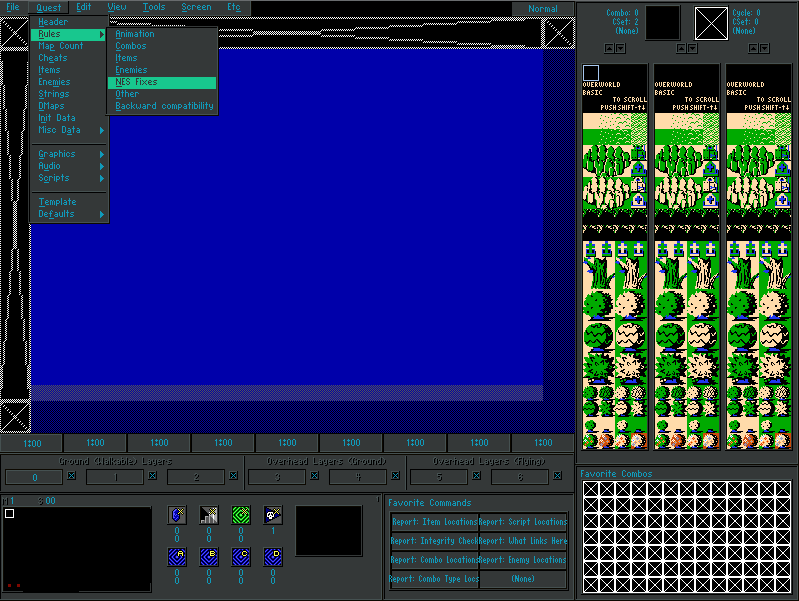 File Quest Edit View Tools Screen Etc Normal
Combo: 0
CSet: 2
(None)
Cycle: 0
CSet: 0
(None)
Header
Rules
Map Count
Cheats
Items
Enemies
Strings
DMaps
Init Data
Misc Data
Graphics
Audio
Scripts
Template
Defaults
Animation
Combos
Items
Enemies
NES Fixes
Other
Backward compatibility
OVERWORLD OVERWORLD OVERWORLD
BASIC BASIC BASIC
TO SCROLL TO SCROLL TO SCROLL
PUSH SHIFT-↑↓ PUSH SHIFT-↑↓ PUSH SHIFT-↑↓
1:00 1:00 1:00 1:00 1:00 1:00 1:00 1:00 1:00
Ground (Walkable) Layers Overhead Layers (Ground) Overhead Layers (Flying)
0 1 2 3 4 5 6
Favorite Combos
M:1 S:00
0 0 0 1
0 0 0
A B C D
0 0 0 0
0 0 0 0
Favorite Commands
Report: Item Locations Report: Script Locations
Report: Integrity Check Report: What Links Here
Report: Combo Locations Report: Enemy Locations
Report: Combo Type Locs (None)